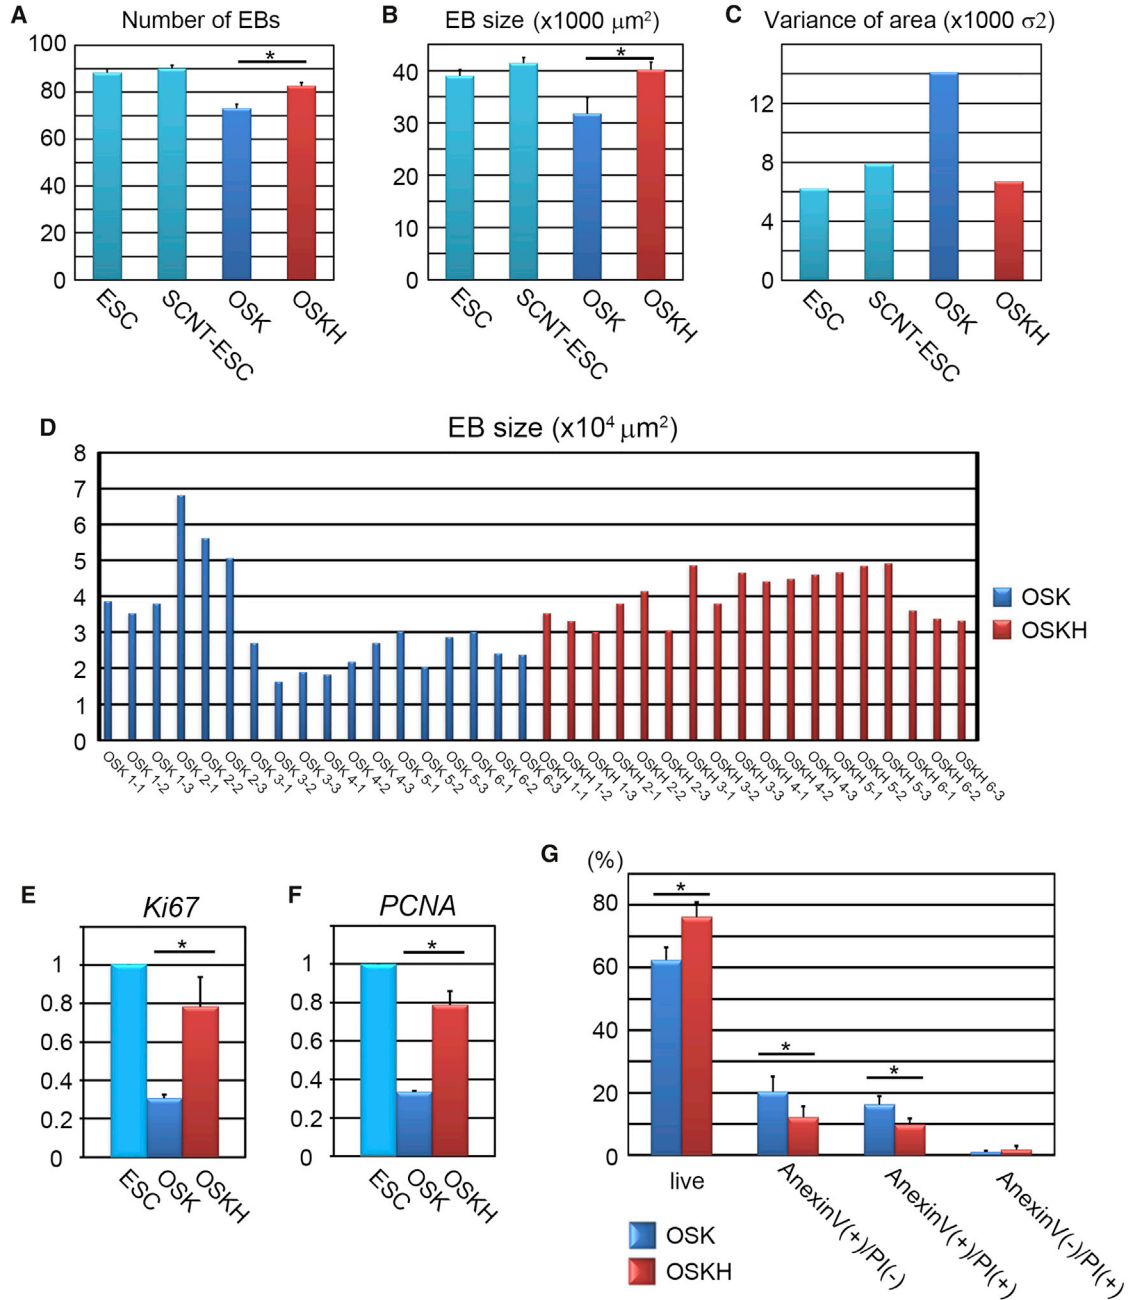 A
Number of EBs
100
80
60
40
20
0
ESC
SCNT-ESC
OSK
OSKH
*
B
EB size (x1000 μm²)
40
30
20
10
0
ESC
SCNT-ESC
OSK
OSKH
*
C
Variance of area (x1000 σ2)
12
8
4
0
ESC
SCNT-ESC
OSK
OSKH
D
EB size (x10⁴ μm²)
8
7
6
5
4
3
2
1
0
OSK 1-1
OSK 1-2
OSK 1-3
OSK 2-1
OSK 2-2
OSK 2-3
OSK 3-1
OSK 3-2
OSK 3-3
OSK 4-1
OSK 4-2
OSK 4-3
OSK 5-1
OSK 5-2
OSK 5-3
OSK 6-1
OSK 6-2
OSK 6-3
OSKH 1-1
OSKH 1-2
OSKH 1-3
OSKH 2-1
OSKH 2-2
OSKH 2-3
OSKH 3-1
OSKH 3-2
OSKH 3-3
OSKH 4-1
OSKH 4-2
OSKH 4-3
OSKH 5-1
OSKH 5-2
OSKH 5-3
OSKH 6-1
OSKH 6-2
OSKH 6-3
OSK
OSKH
E
Ki67
1
0.8
0.6
0.4
0.2
0
ESC
OSK
OSKH
*
F
PCNA
1
0.8
0.6
0.4
0.2
0
ESC
OSK
OSKH
*
G
(%)
80
60
40
20
0
*
*
*
live
AnexinV(+)/PI(-)
AnexinV(+)/PI(+)
AnexinV(-)/PI(+)
OSK
OSKH